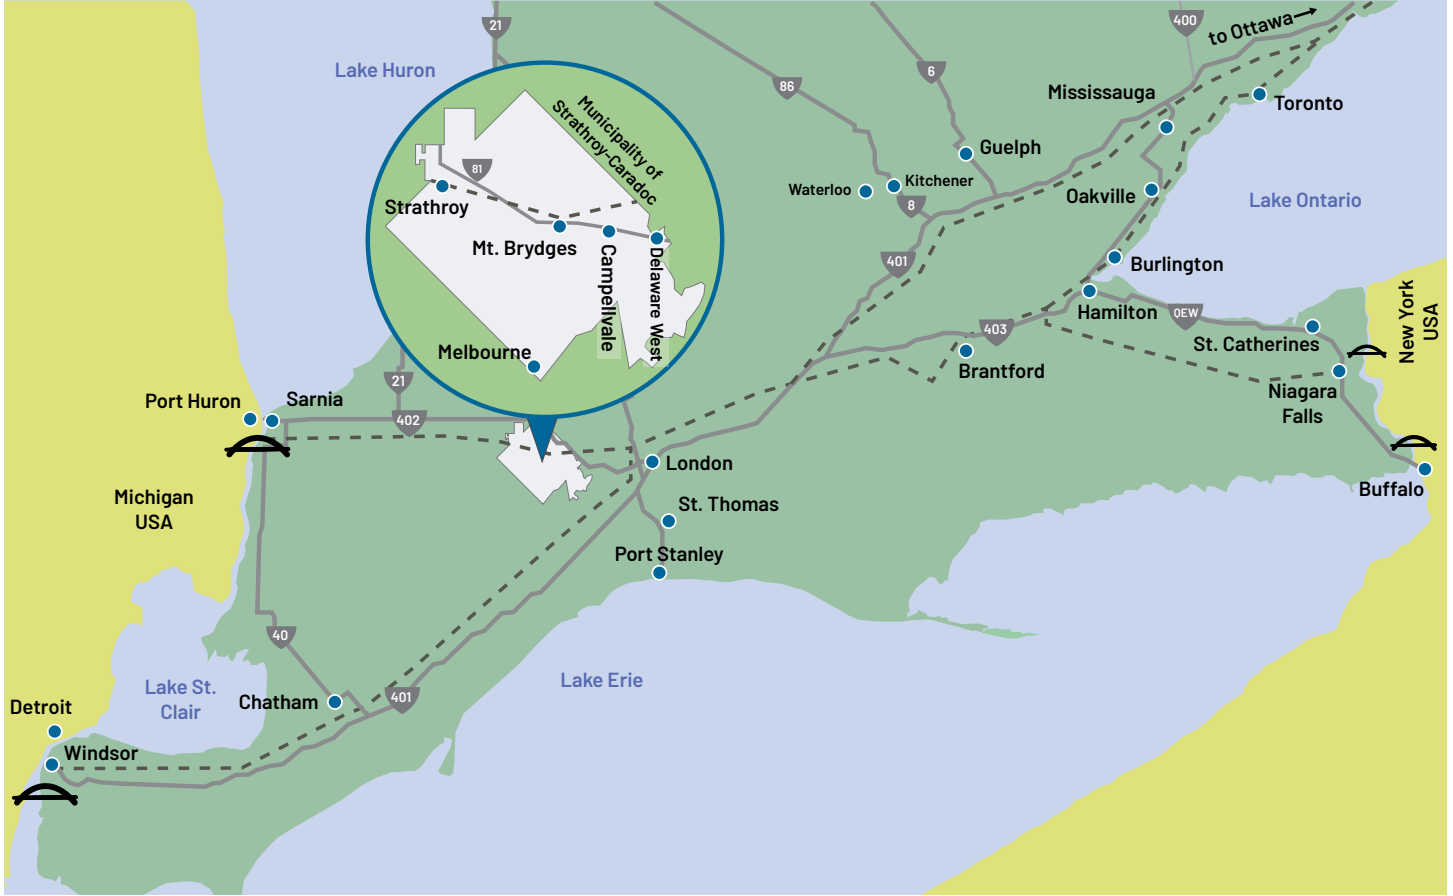 21
400
to Ottawa
Lake Huron
6
86
Mississauga
Toronto
Municipality of
Strathroy-Caradoc
Guelph
81
Waterloo
Kitchener
8
Oakville
Lake Ontario
Strathroy
Mt. Brydges
Campellvale
Delaware West
401
Burlington
Hamilton
QEW
New York
USA
403
St. Catherines
Melbourne
Brantford
21
Niagara
Falls
Port Huron
Sarnia
402
London
Buffalo
Michigan
USA
St. Thomas
Port Stanley
40
Lake St.
Clair
Lake Erie
Chatham
401
Detroit
Windsor